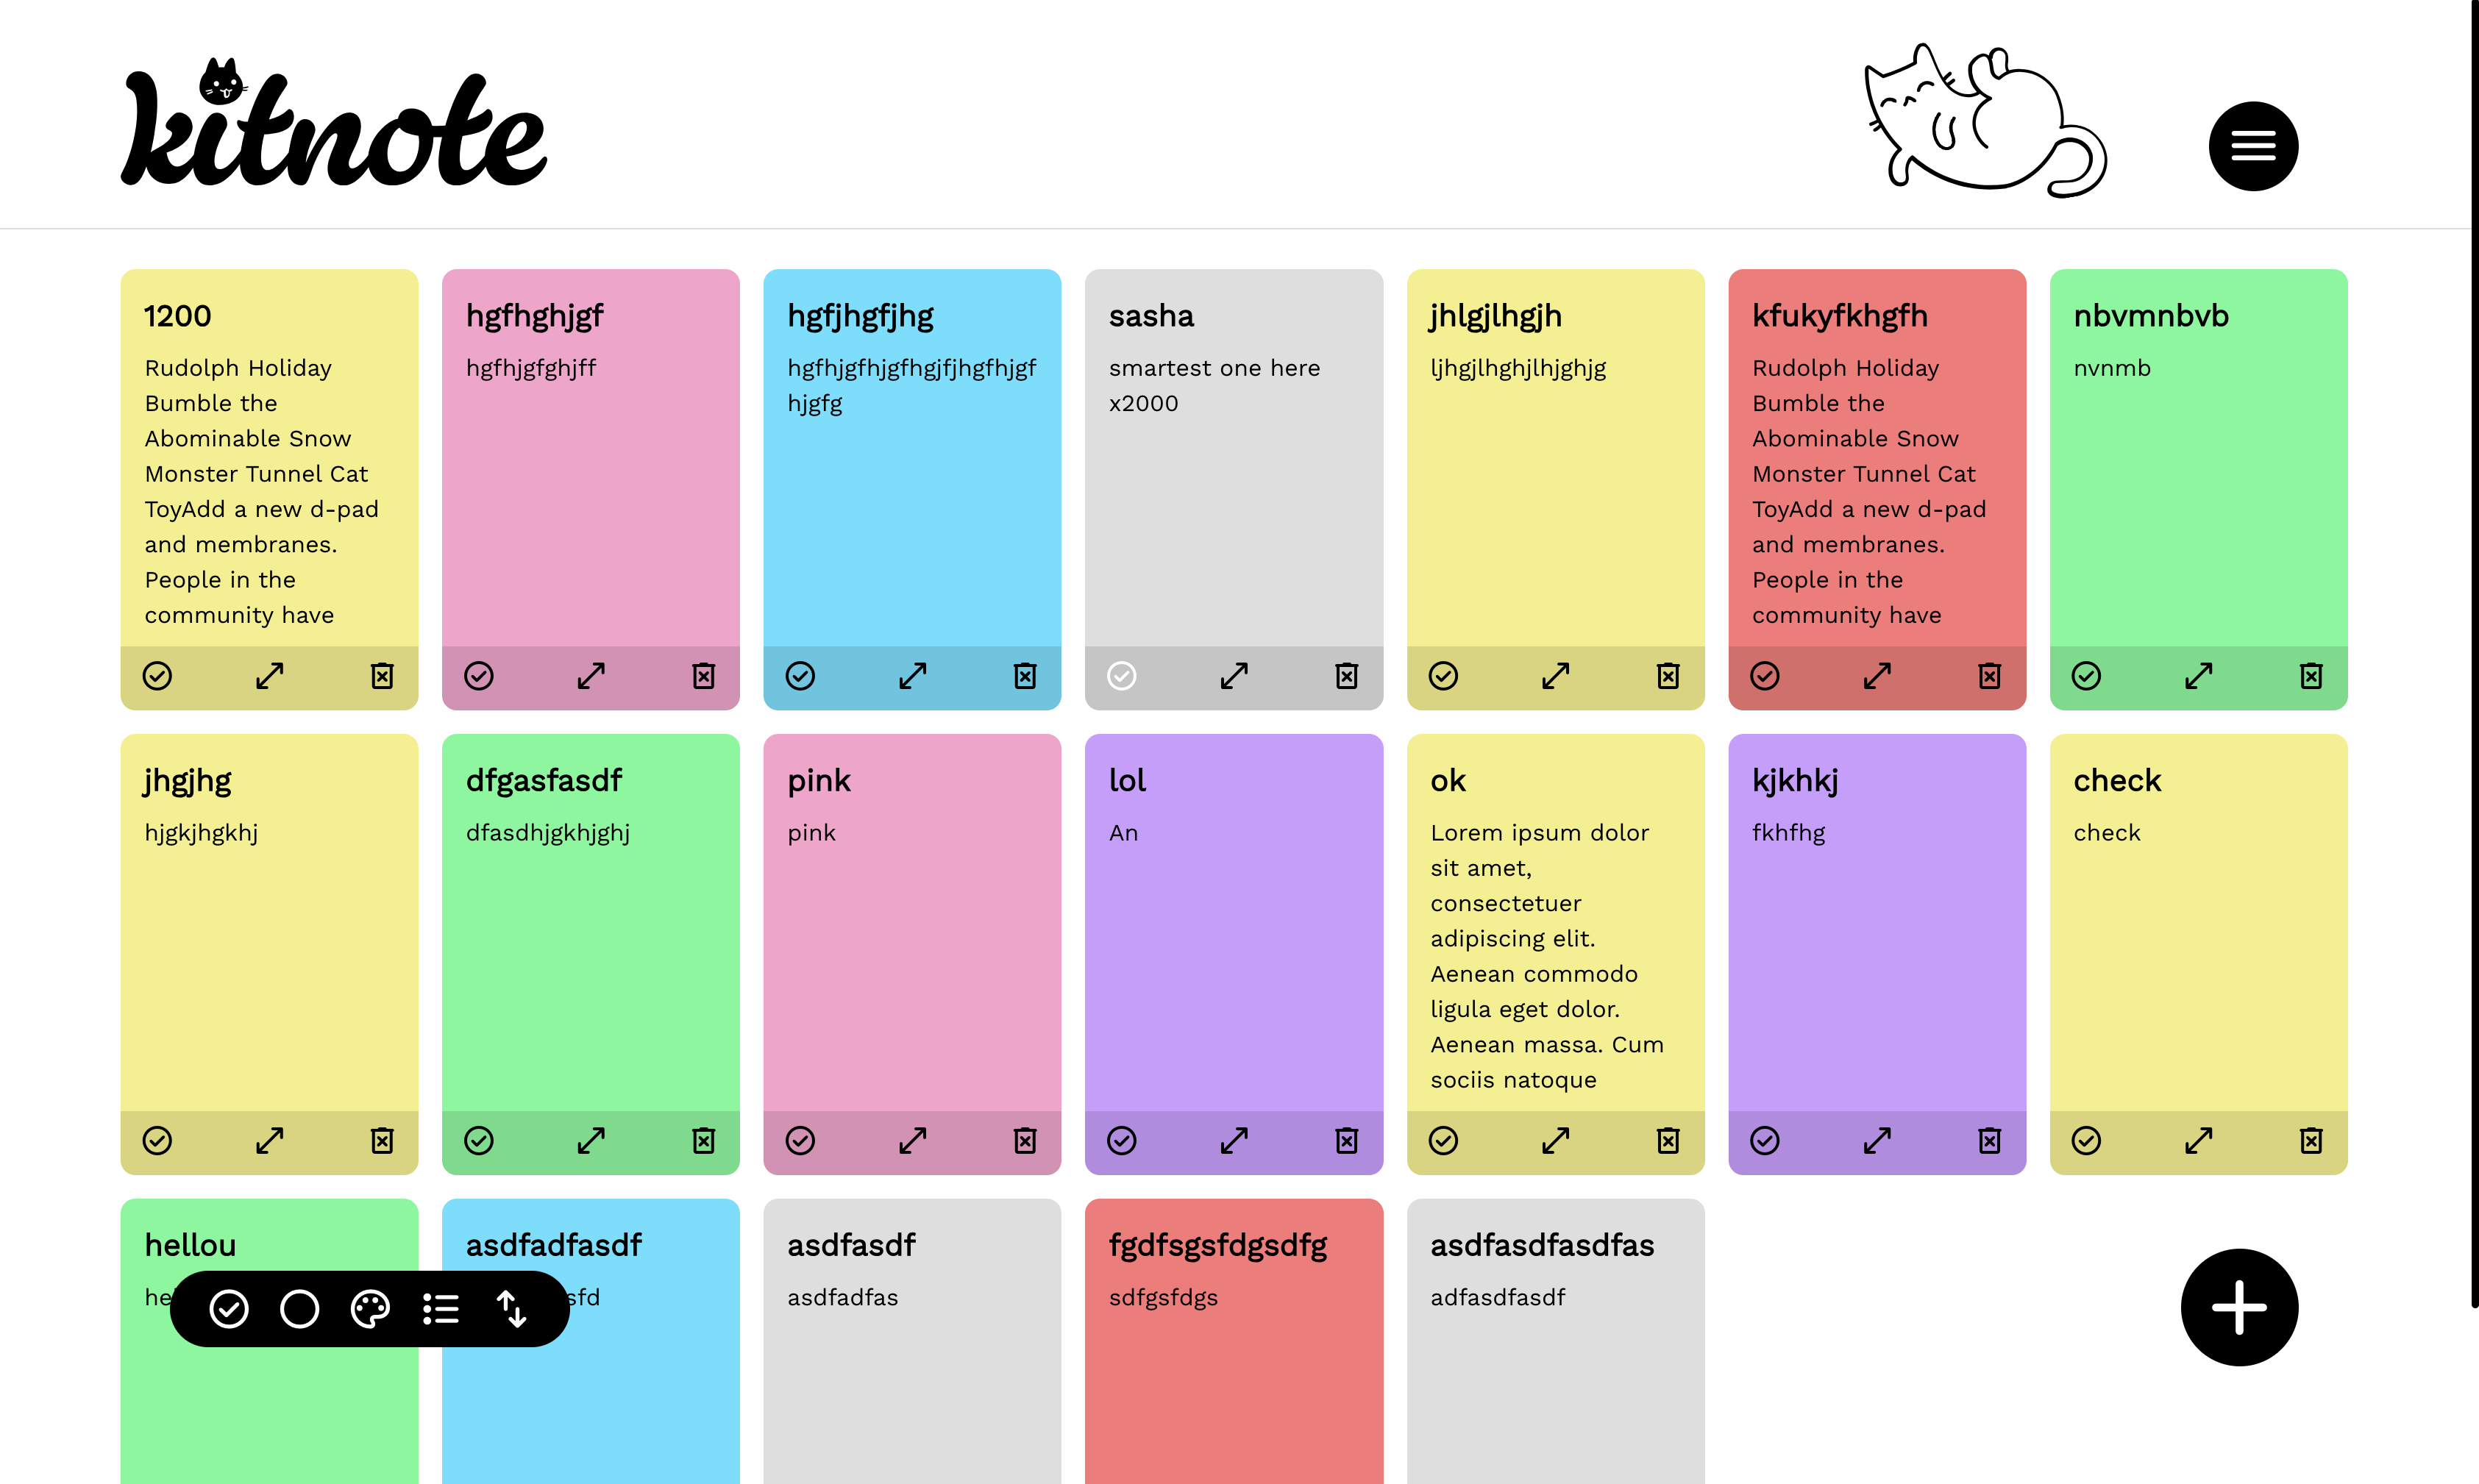 kitnote
1200
Rudolph Holiday
Bumble the
Abominable Snow
Monster Tunnel Cat
ToyAdd a new d-pad
and membranes.
People in the
community have
hgfhghjgf
hgfhjgfghjff
hgfjhgfjhg
hgfhjgfhjgfhgjfjhgfhjgf
hjgfg
sasha
smartest one here
x2000
jhlgjlhgjh
ljhgjlhghjlhjghjg
kfukyfkhgfh
Rudolph Holiday
Bumble the
Abominable Snow
Monster Tunnel Cat
ToyAdd a new d-pad
and membranes.
People in the
community have
nbvmnbvb
nvnmb
jhgjhg
hjgkjhgkhj
dfgasfasdf
dfasdhjgkhjghj
pink
pink
lol
An
ok
Lorem ipsum dolor
sit amet,
consectetuer
adipiscing elit.
Aenean commodo
ligula eget dolor.
Aenean massa. Cum
sociis natoque
kjkhkj
fkhfhg
check
check
hellou
asdfadfasdf
asdfasdf
asdfadfas
fgdfsgsfdgsdfg
sdfgsfdgs
asdfasdfasdfas
adfasdfasdf